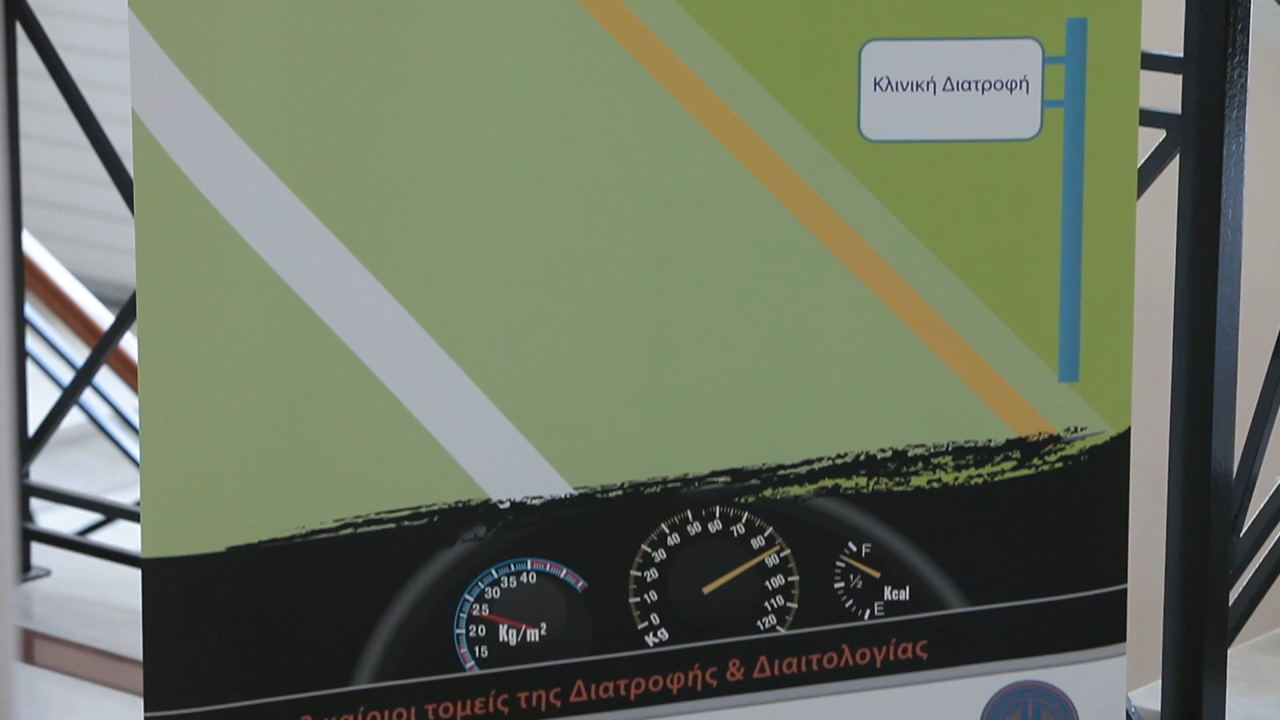 Κλινική Διατροφή
15 20 25 30 35 40
Kg/m²
0 10 20 30 40 50 60 70 80 90 100 110 120
Kg
F
½
E
Kcal
τομείς της Διατροφής & Διαιτολογίας